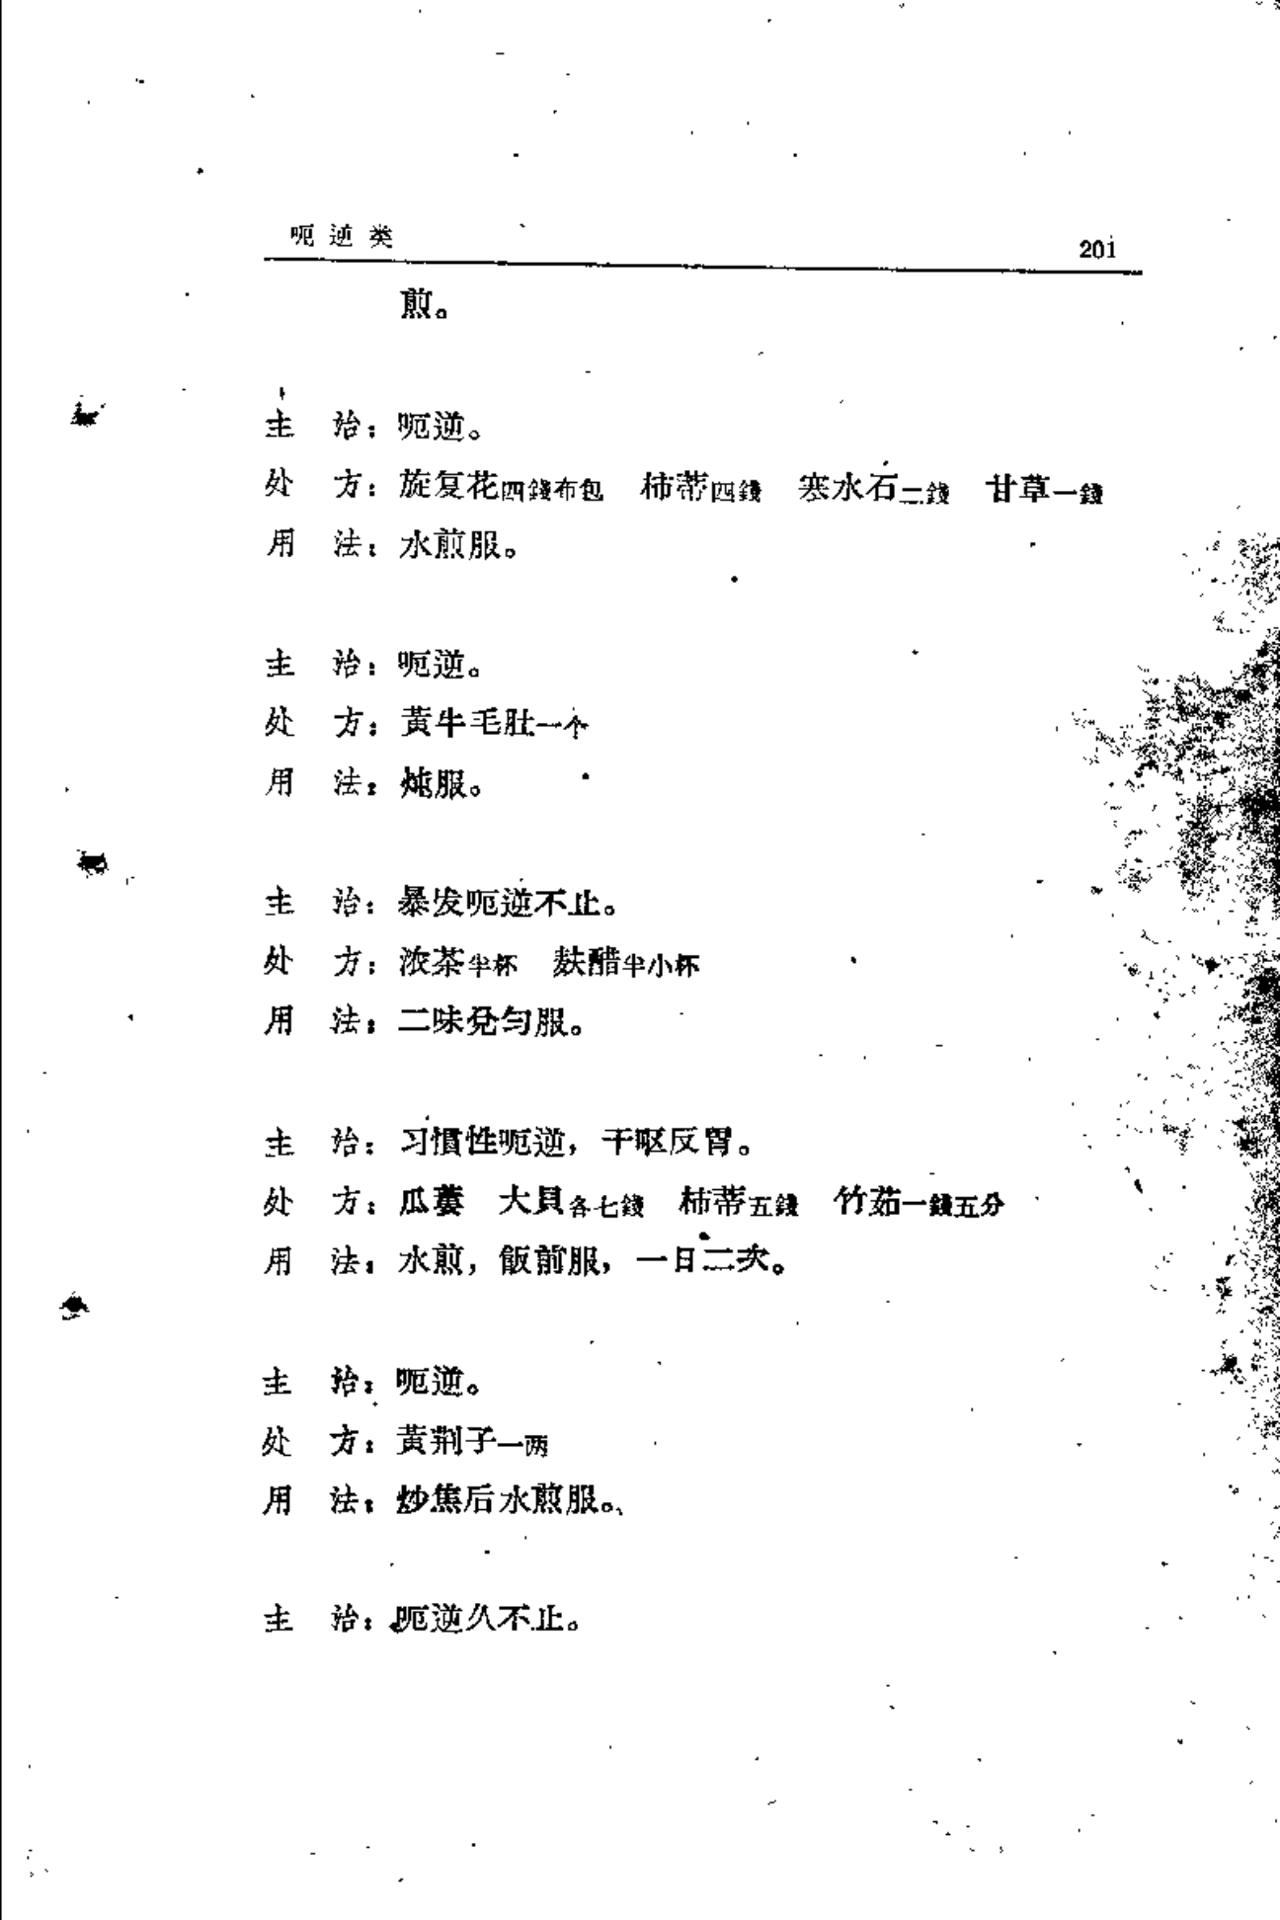 呃逆类 201
煎。
主 治：呃逆。
处 方：旋复花四錢布包 柿蒂四錢 寒水石二錢 甘草一錢
用 法：水煎服。
主 治：呃逆。
处 方：黃牛毛肚一个
用 法：炖服。
主 治：暴发呃逆不止。
处 方：浓茶半杯 麸醋半小杯
用 法：二味兌匀服。
主 治：习慣性呃逆，干呕反胃。
处 方：瓜蔞 大貝各七錢 柿蒂五錢 竹茹一錢五分
用 法：水煎，飯前服，一日二次。
主 治：呃逆。
处 方：黃荆子一两
用 法：炒焦后水煎服。
主 治：呃逆久不止。